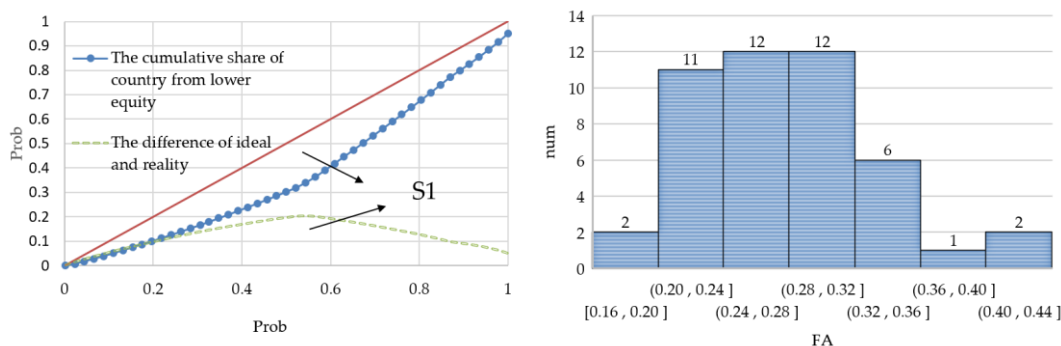 1
0.9
0.8
0.7
0.6
0.5
0.4
0.3
0.2
0.1
0
Prob
The cumulative share of
country from lower
equity
The difference of ideal
and reality
S1
0
0.2
0.4
0.6
0.8
1
Prob
14
12
10
8
6
4
2
0
num
2
11
12
12
6
1
2
(0.20 , 0.24 ]
(0.28 , 0.32 ]
(0.36 , 0.40 ]
[0.16 , 0.20 ]
(0.24 , 0.28 ]
(0.32 , 0.36 ]
(0.40 , 0.44 ]
FA